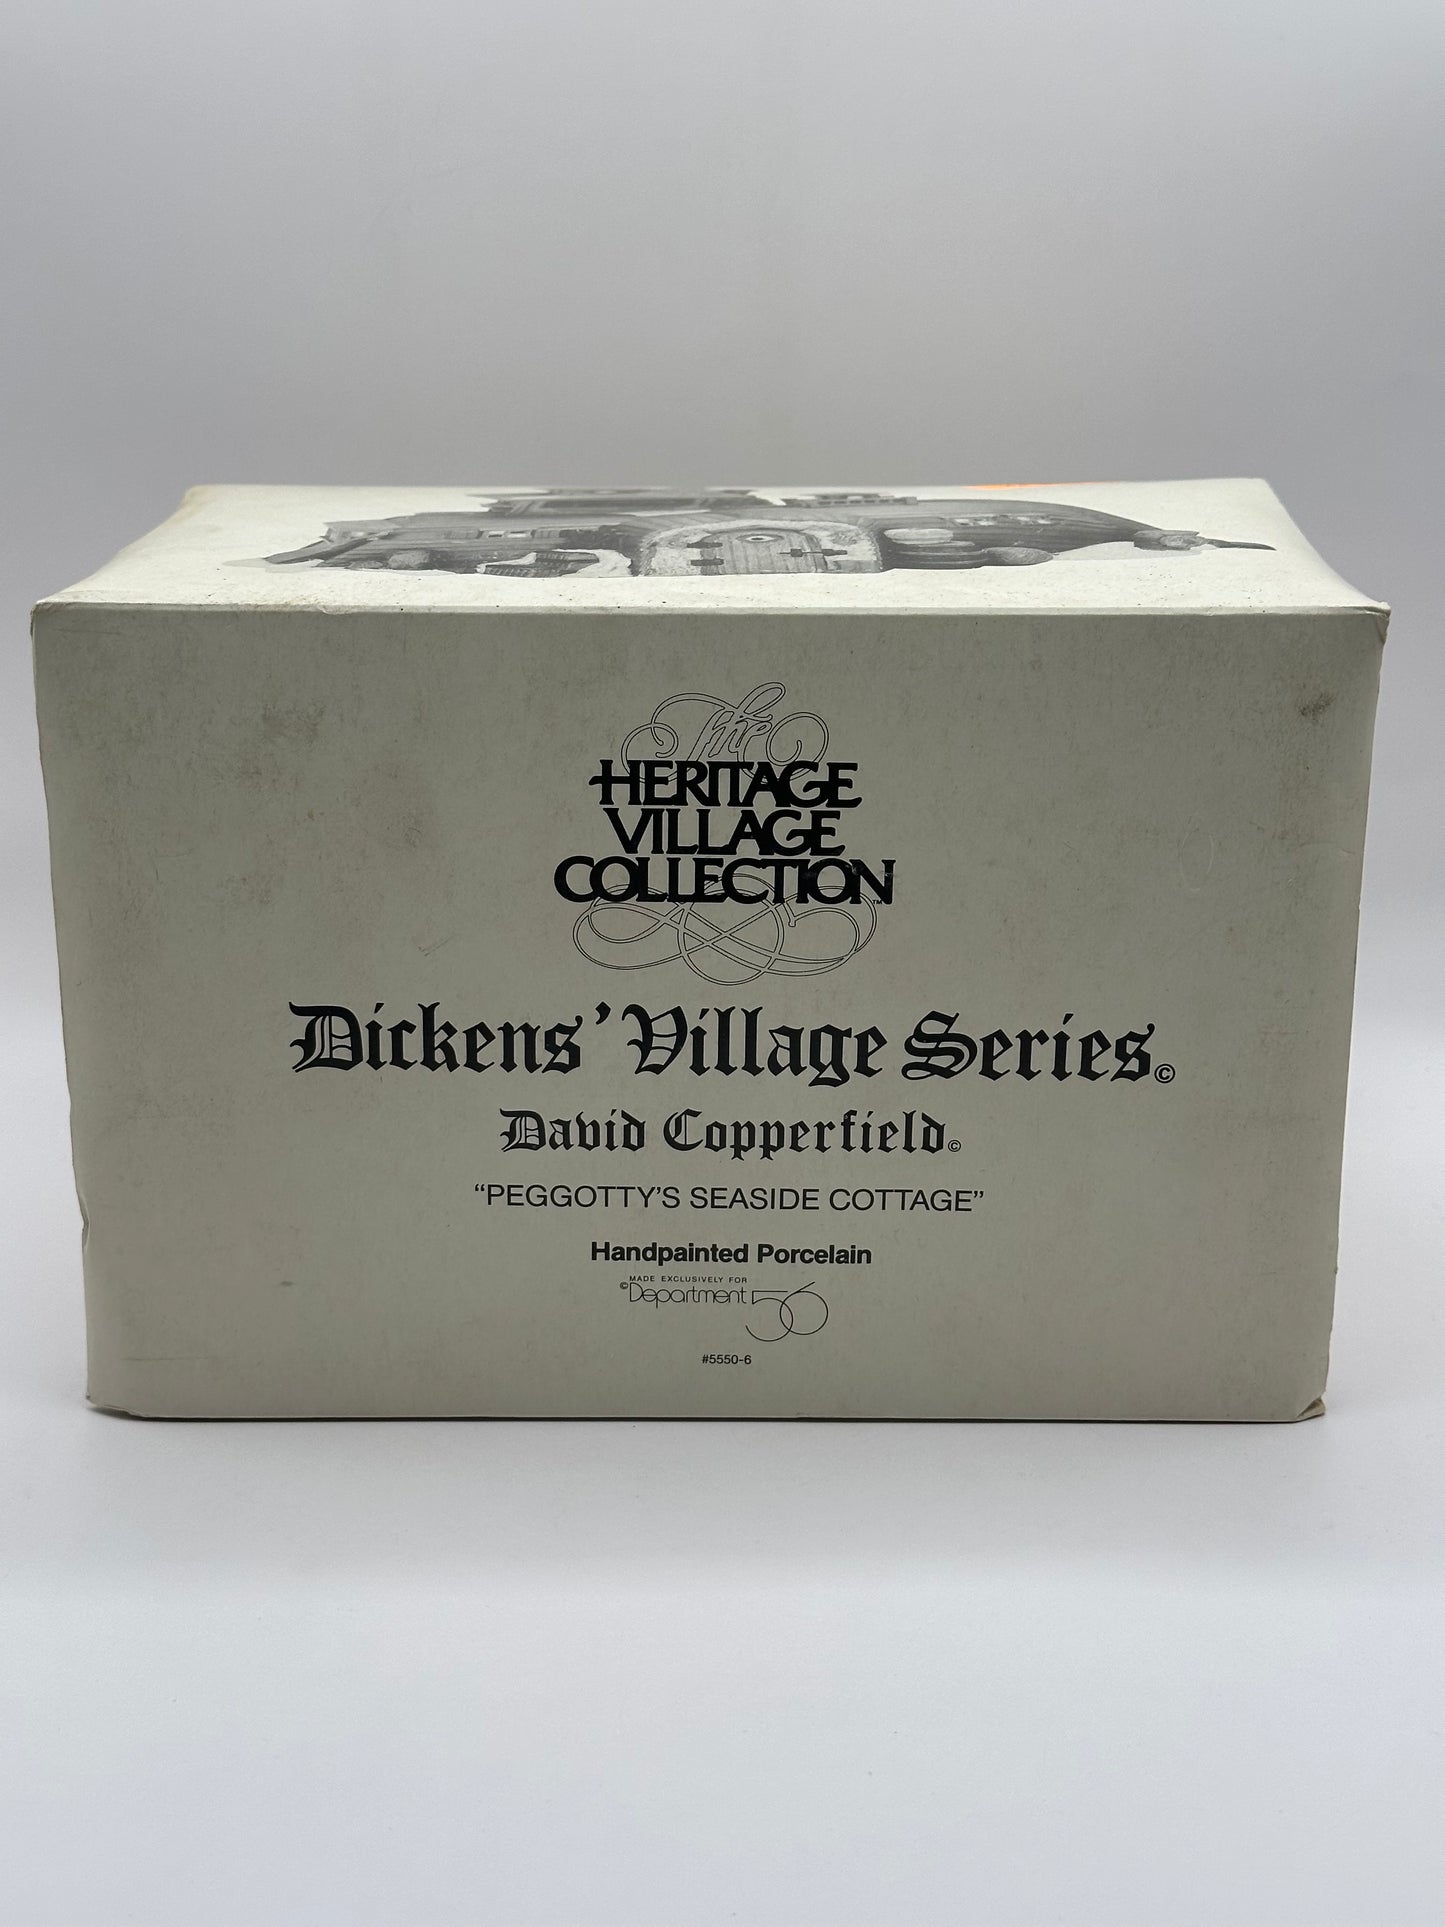 The
HERITAGE
VILLAGE
COLLECTION™
Dickens' Village Series©
David Copperfield©
"PEGGOTTY'S SEASIDE COTTAGE"
Handpainted Porcelain
MADE EXCLUSIVELY FOR
©Department 56
#5550-6